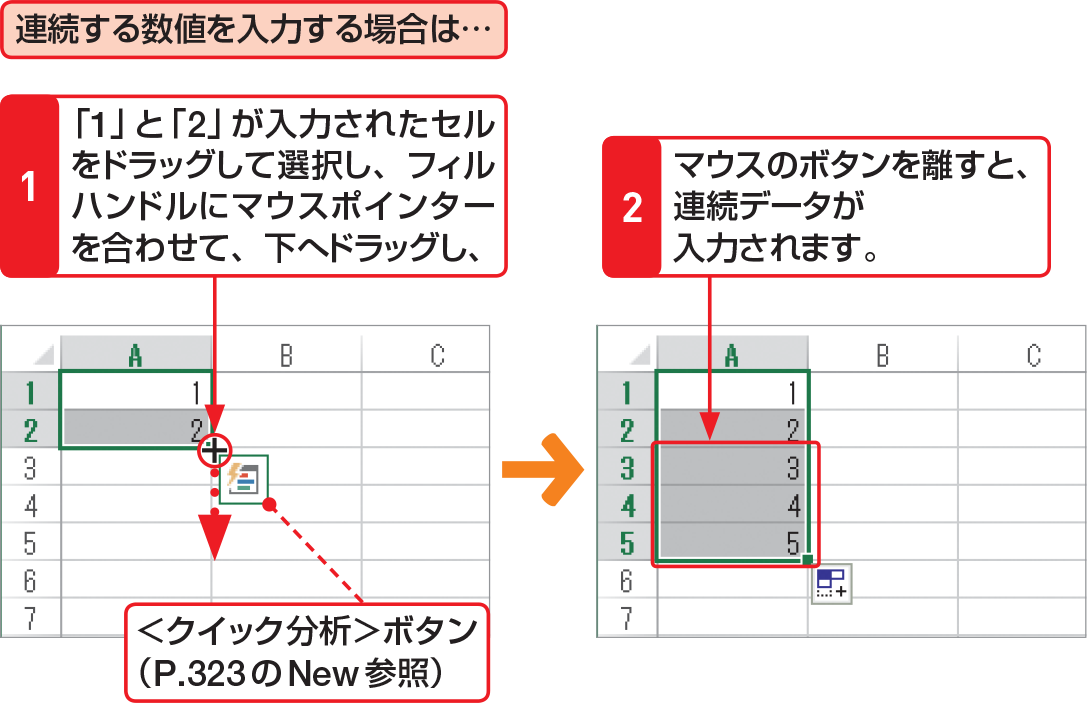 連続する数値を入力する場合は…
1
「1」と「2」が入力されたセル
をドラッグして選択し、フィル
ハンドルにマウスポインター
を合わせて、下へドラッグし、
2
マウスのボタンを離すと、
連続データが
入力されます。
A B C
1 1
2 2
3
4
5
6
7
<クイック分析>ボタン
(P.323のNew参照)
A B C
1 1
2 2
3 3
4 4
5 5
6
7